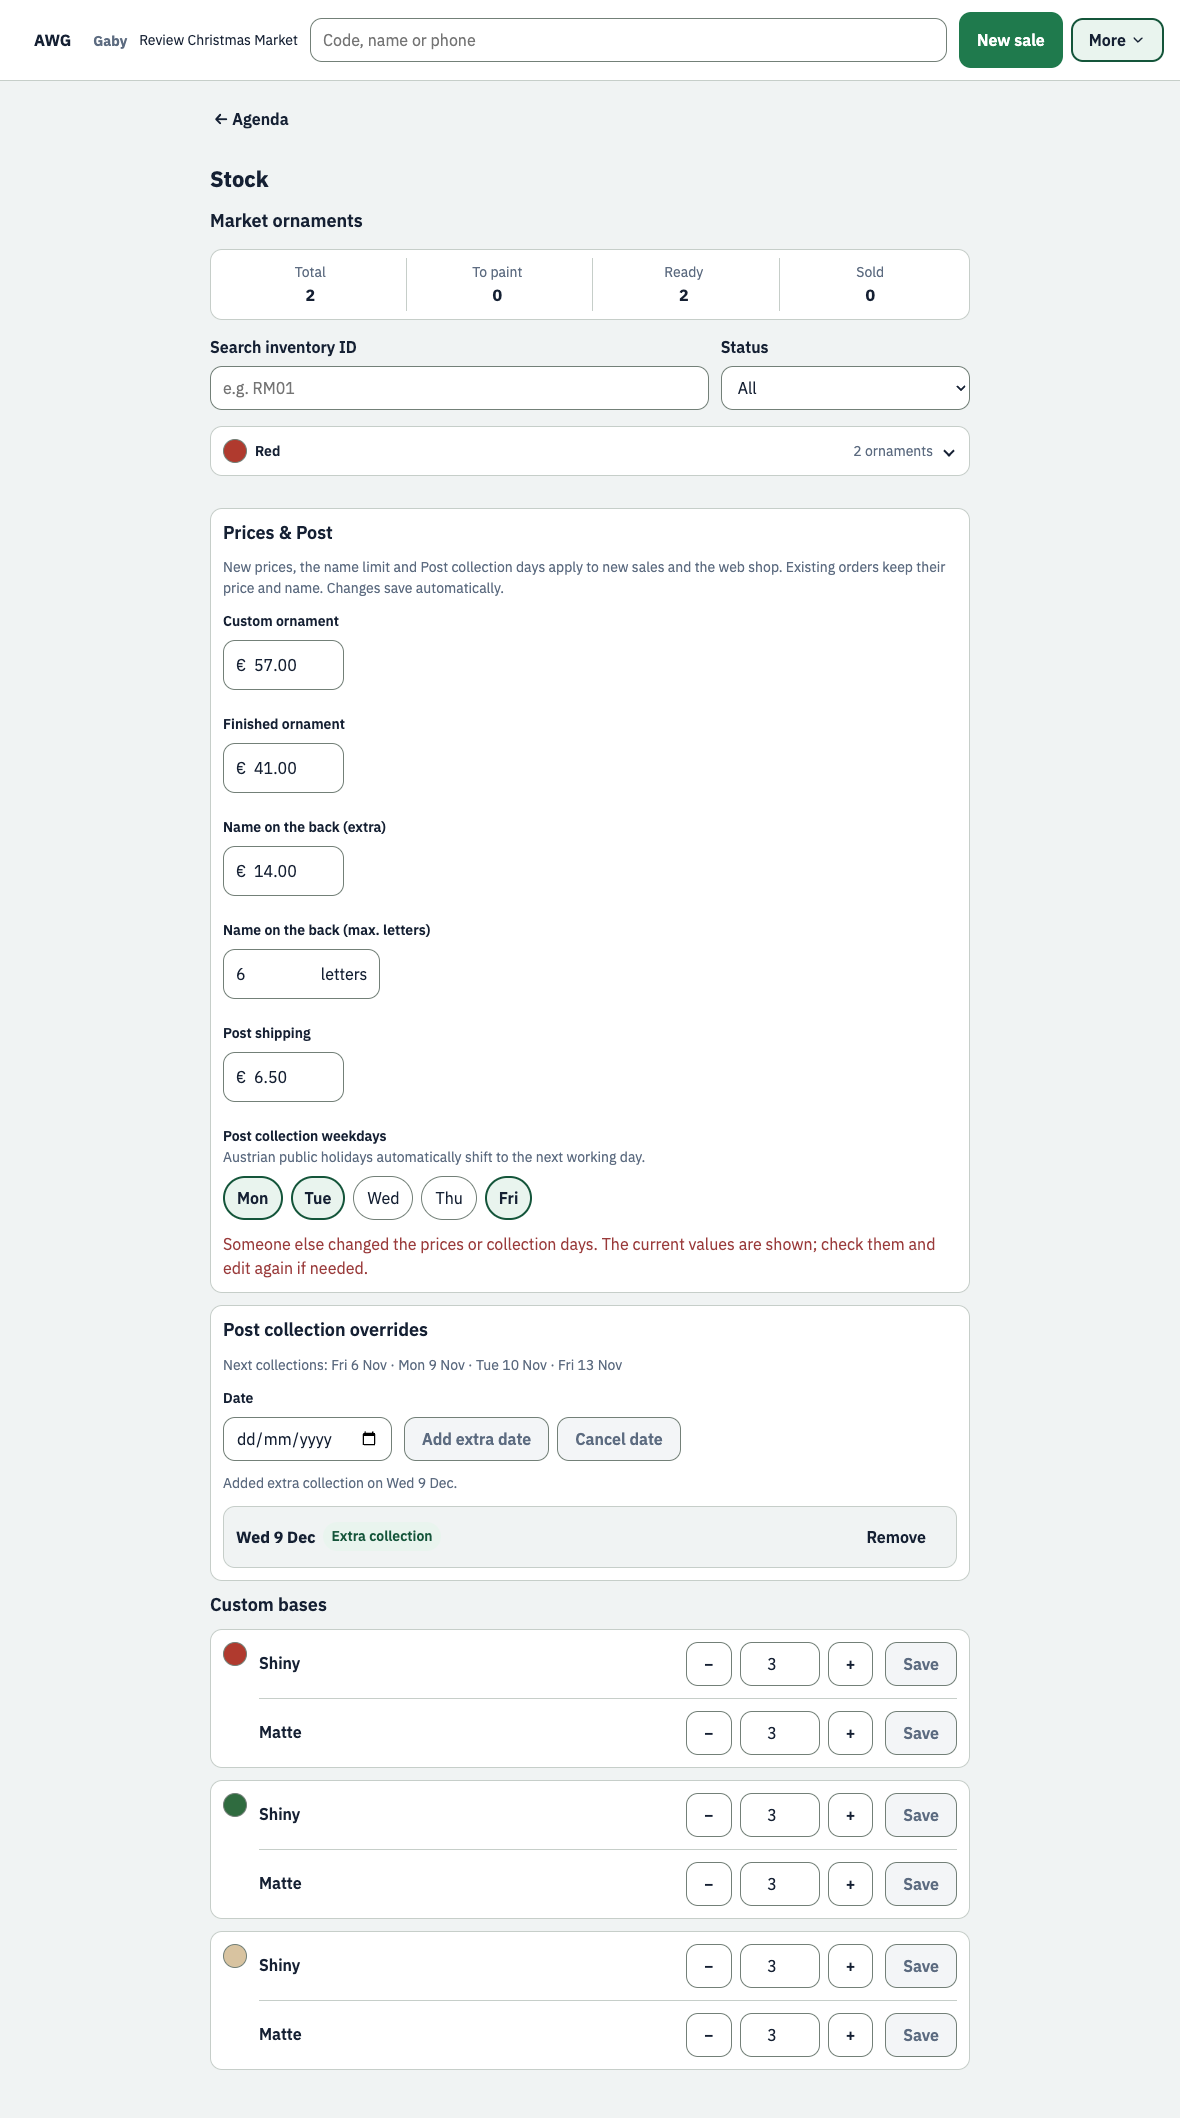 AWG Gaby Review Christmas Market Code, name or phone New sale More
← Agenda
Stock
Market ornaments
Total To paint Ready Sold
2 0 2 0
Search inventory ID Status
e.g. RM01 All
Red 2 ornaments
Prices & Post
New prices, the name limit and Post collection days apply to new sales and the web shop. Existing orders keep their
price and name. Changes save automatically.
Custom ornament
€ 57.00
Finished ornament
€ 41.00
Name on the back (extra)
€ 14.00
Name on the back (max. letters)
6 letters
Post shipping
€ 6.50
Post collection weekdays
Austrian public holidays automatically shift to the next working day.
Mon Tue Wed Thu Fri
Someone else changed the prices or collection days. The current values are shown; check them and
edit again if needed.
Post collection overrides
Next collections: Fri 6 Nov · Mon 9 Nov · Tue 10 Nov · Fri 13 Nov
Date
dd/mm/yyyy Add extra date Cancel date
Added extra collection on Wed 9 Dec.
Wed 9 Dec Extra collection Remove
Custom bases
Shiny − 3 + Save
Matte − 3 + Save
Shiny − 3 + Save
Matte − 3 + Save
Shiny − 3 + Save
Matte − 3 + Save